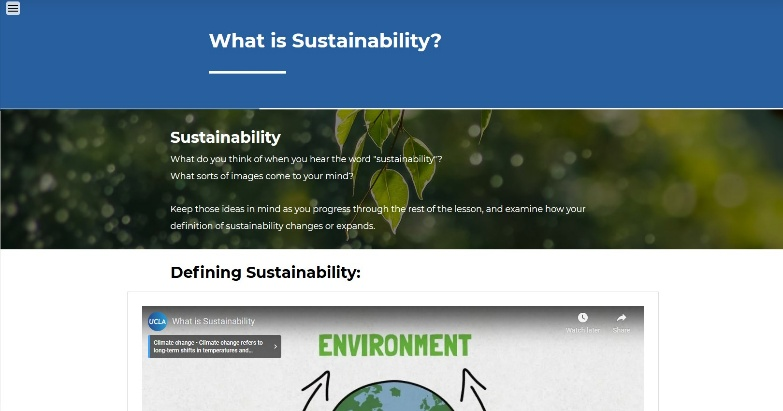 What is Sustainability?
Sustainability
What do you think of when you hear the word "sustainability"?
What sorts of images come to your mind?
Keep those ideas in mind as you progress through the rest of the lesson, and examine how your
definition of sustainability changes or expands.
Defining Sustainability:
UCLA What is Sustainability
Watch later Share
Climate change - Climate change refers to
long-term shifts in temperatures and...
ENVIRONMENT